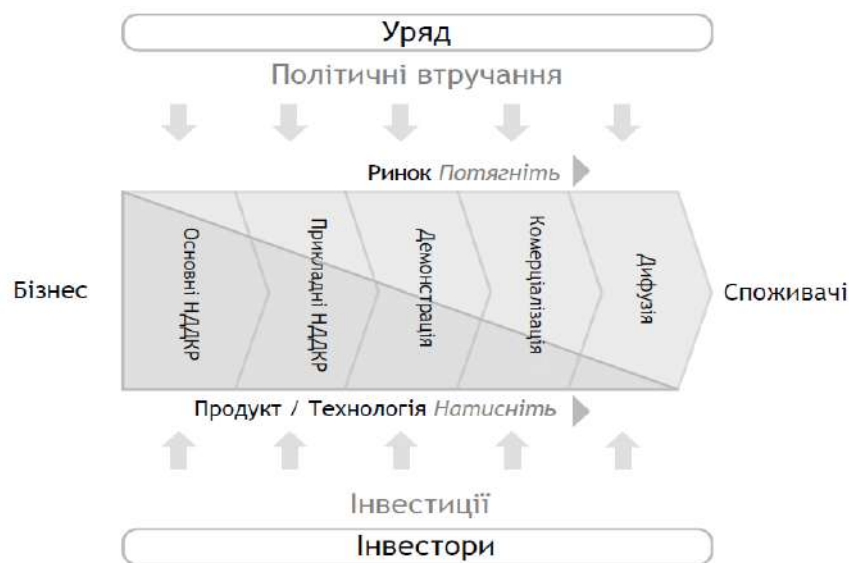 Уряд
Політичні втручання
Ринок Потягніть
Бізнес
Основні НДДКР
Прикладні НДДКР
Демонстрація
Комерціалізація
Дифузія
Споживачі
Продукт / Технологія Натисніть
Інвестиції
Інвестори